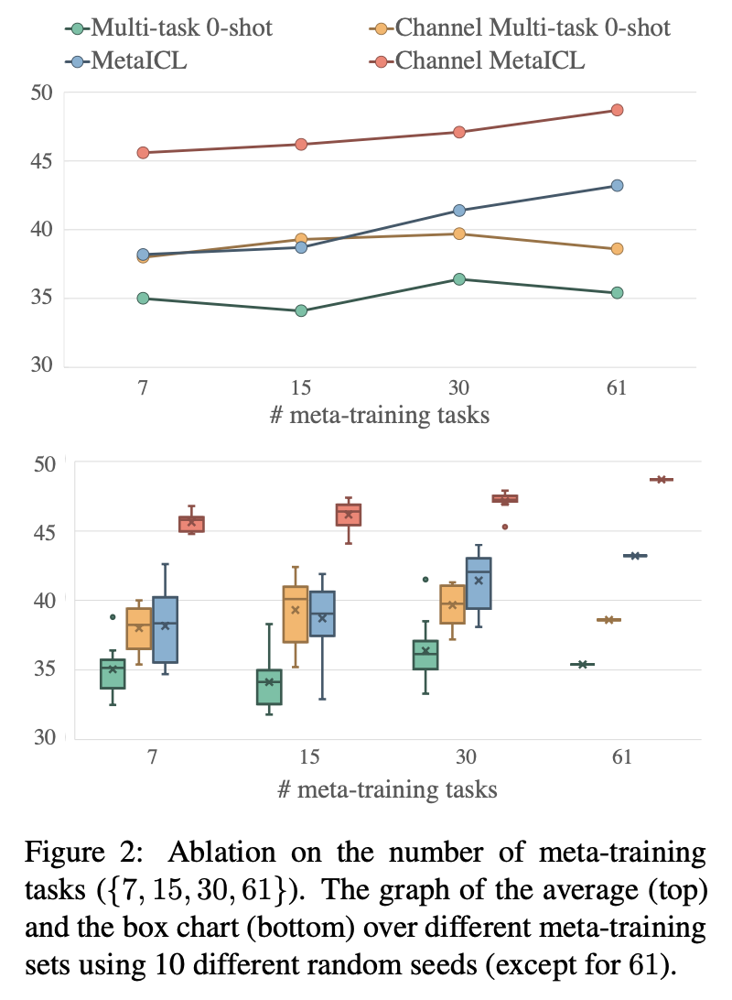 Multi-task 0-shot Channel Multi-task 0-shot
MetaICL Channel MetaICL
50
45
40
35
30
7 15 30 61
# meta-training tasks
50
45
40
35
30
7 15 30 61
# meta-training tasks
Figure 2: Ablation on the number of meta-training
tasks ({7, 15, 30, 61}). The graph of the average (top)
and the box chart (bottom) over different meta-training
sets using 10 different random seeds (except for 61).